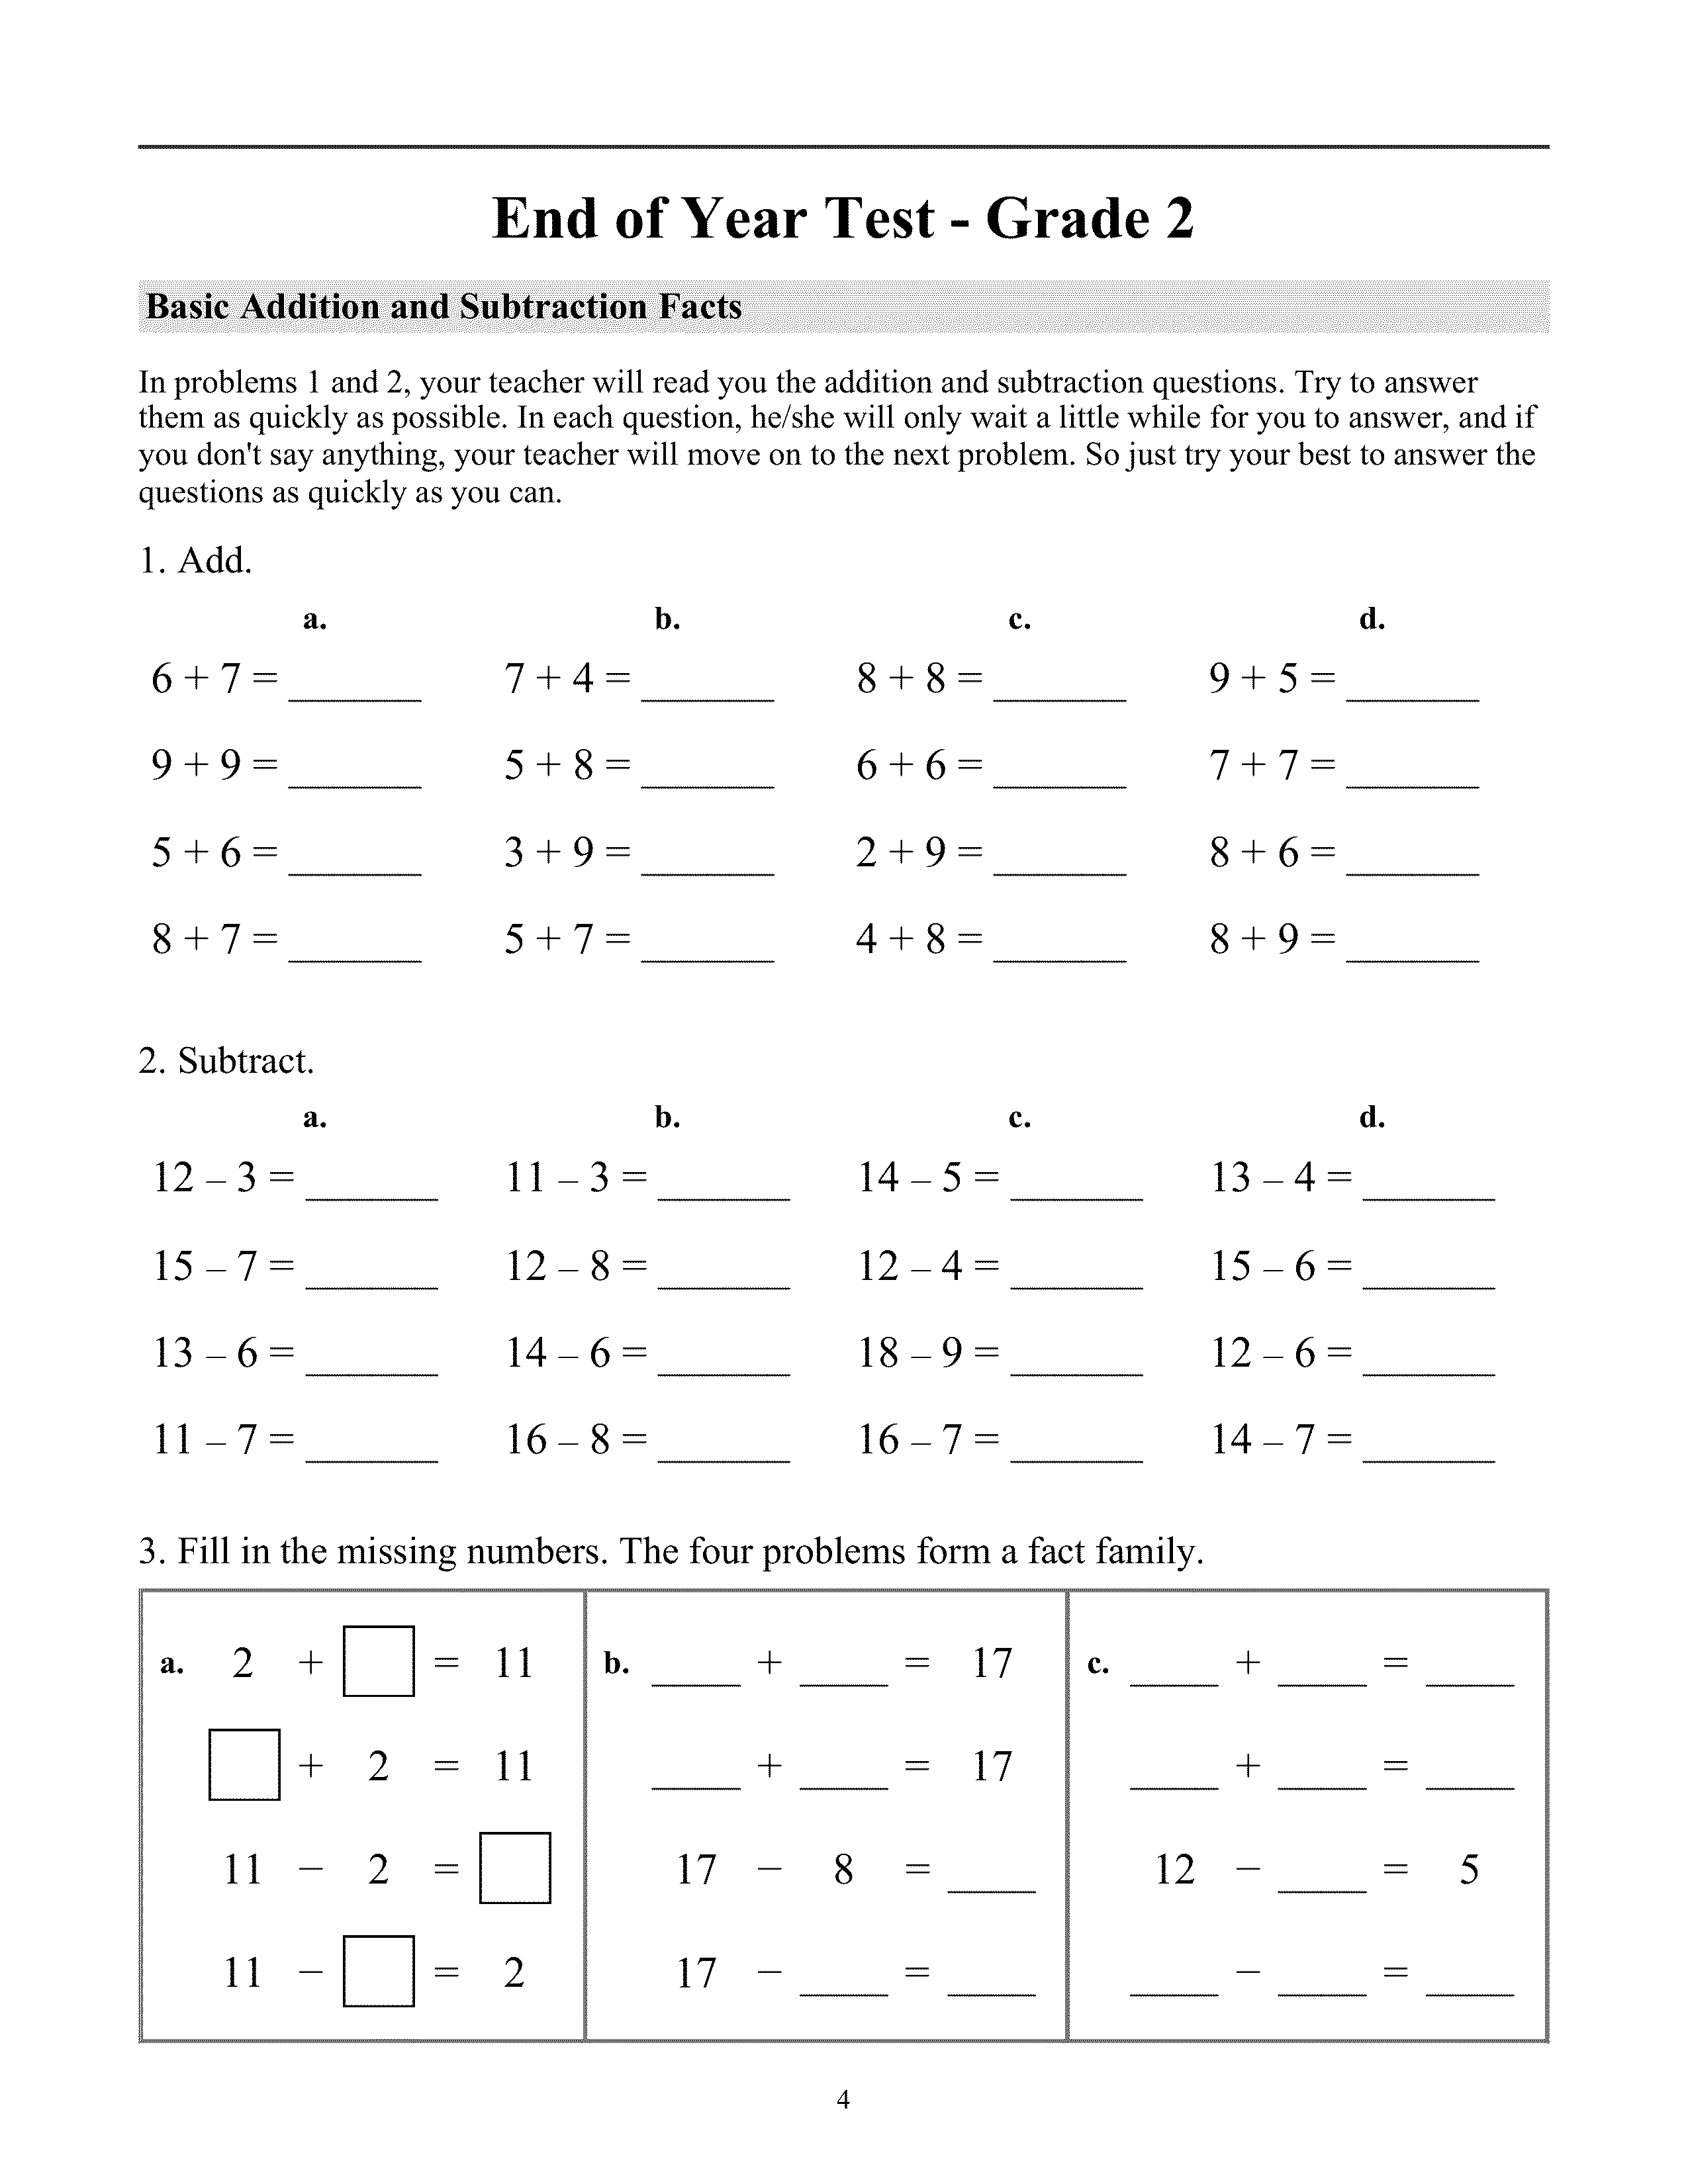 End of Year Test - Grade 2
Basic Addition and Subtraction Facts
In problems 1 and 2, your teacher will read you the addition and subtraction questions. Try to answer
them as quickly as possible. In each question, he/she will only wait a little while for you to answer, and if
you don't say anything, your teacher will move on to the next problem. So just try your best to answer the
questions as quickly as you can.
1. Add.
a. b. c. d.
6 + 7 = ______ 7 + 4 = ______ 8 + 8 = ______ 9 + 5 = ______
9 + 9 = ______ 5 + 8 = ______ 6 + 6 = ______ 7 + 7 = ______
5 + 6 = ______ 3 + 9 = ______ 2 + 9 = ______ 8 + 6 = ______
8 + 7 = ______ 5 + 7 = ______ 4 + 8 = ______ 8 + 9 = ______
2. Subtract.
a. b. c. d.
12 – 3 = ______ 11 – 3 = ______ 14 – 5 = ______ 13 – 4 = ______
15 – 7 = ______ 12 – 8 = ______ 12 – 4 = ______ 15 – 6 = ______
13 – 6 = ______ 14 – 6 = ______ 18 – 9 = ______ 12 – 6 = ______
11 – 7 = ______ 16 – 8 = ______ 16 – 7 = ______ 14 – 7 = ______
3. Fill in the missing numbers. The four problems form a fact family.
a. 2 + □ = 11
□ + 2 = 11
11 − 2 = □
11 − □ = 2
b. ____ + ____ = 17
____ + ____ = 17
17 − 8 = ____
17 − ____ = ____
c. ____ + ____ = ____
____ + ____ = ____
12 − ____ = 5
____ − ____ = ____
4